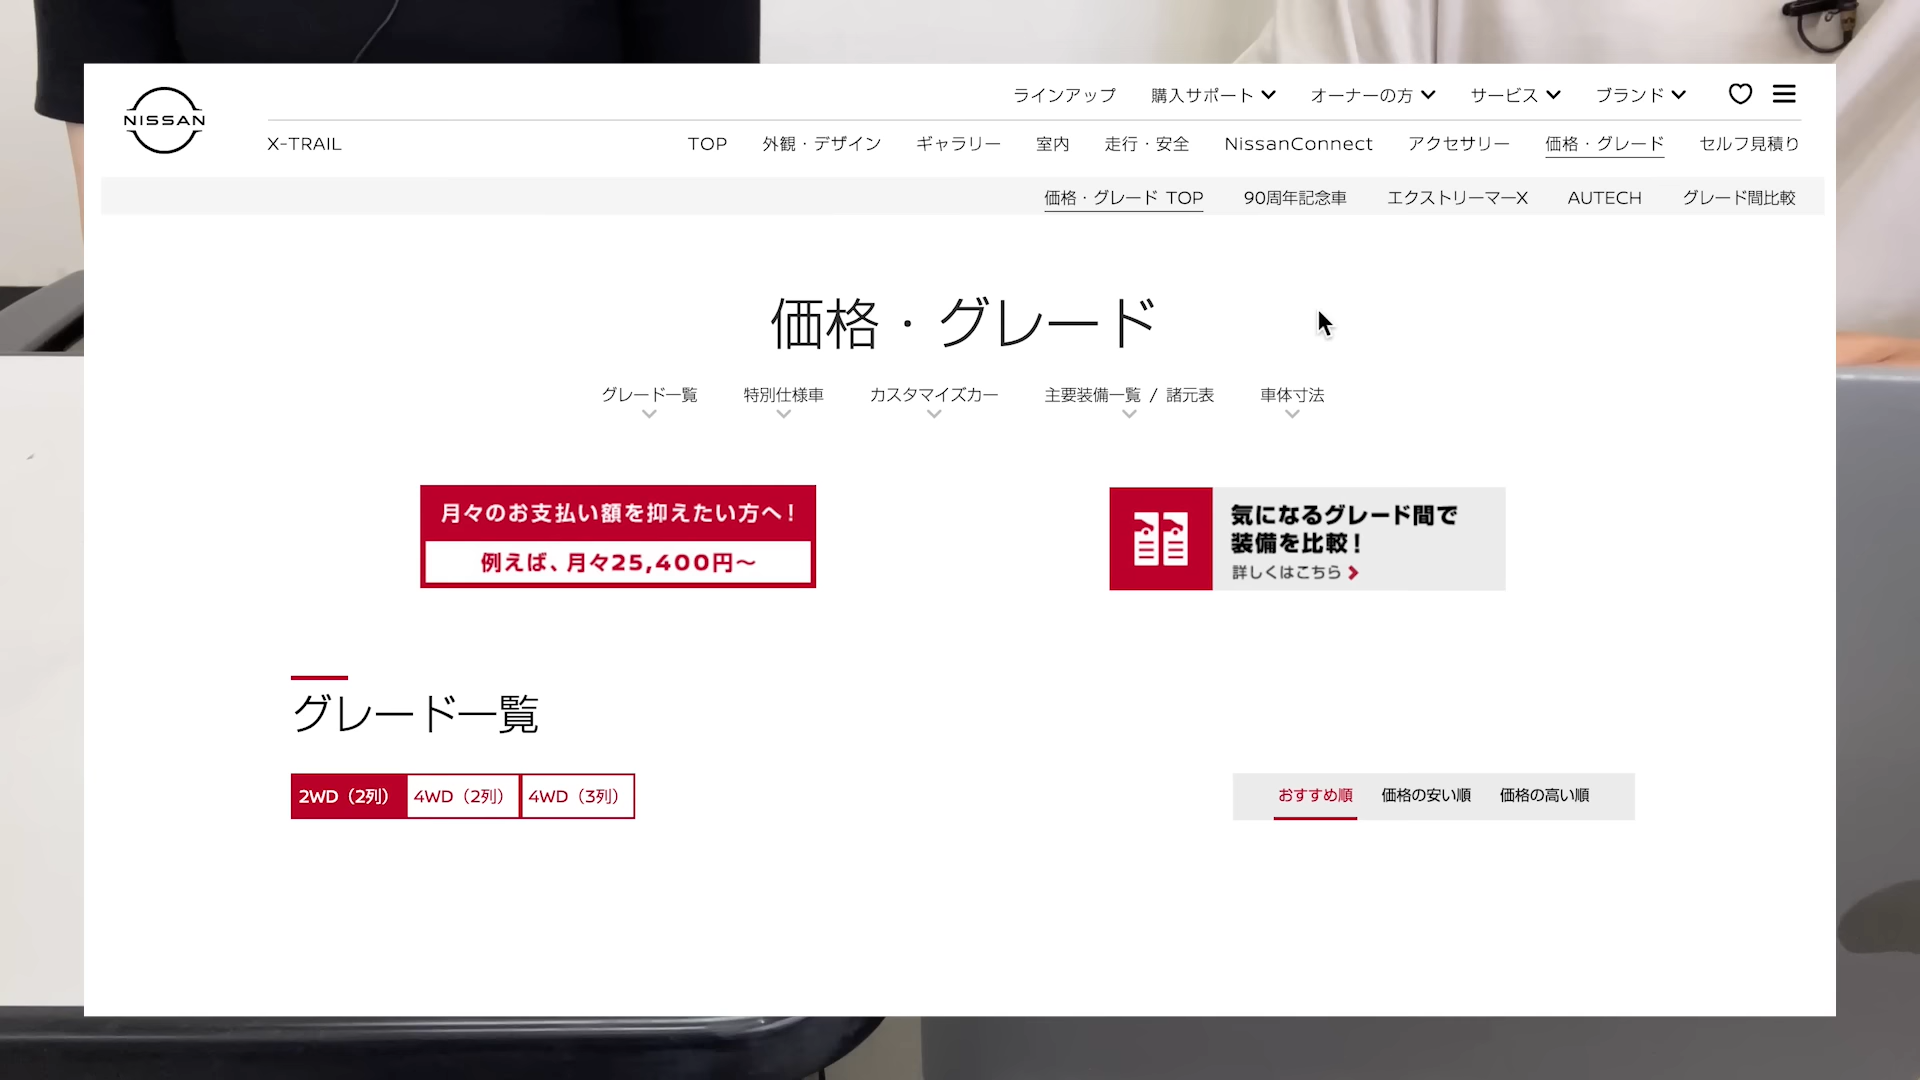 NISSAN
ラインアップ 購入サポート オーナーの方 サービス ブランド
X-TRAIL TOP 外観・デザイン ギャラリー 室内 走行・安全 NissanConnect アクセサリー 価格・グレード セルフ見積り
価格・グレード TOP 90周年記念車 エクストリーマーX AUTECH グレード間比較
価格・グレード
グレード一覧 特別仕様車 カスタマイズカー 主要装備一覧 / 諸元表 車体寸法
月々のお支払い額を抑えたい方へ！
例えば、月々25,400円〜
気になるグレード間で
装備を比較！
詳しくはこちら
グレード一覧
2WD（2列） 4WD（2列） 4WD（3列）
おすすめ順 価格の安い順 価格の高い順